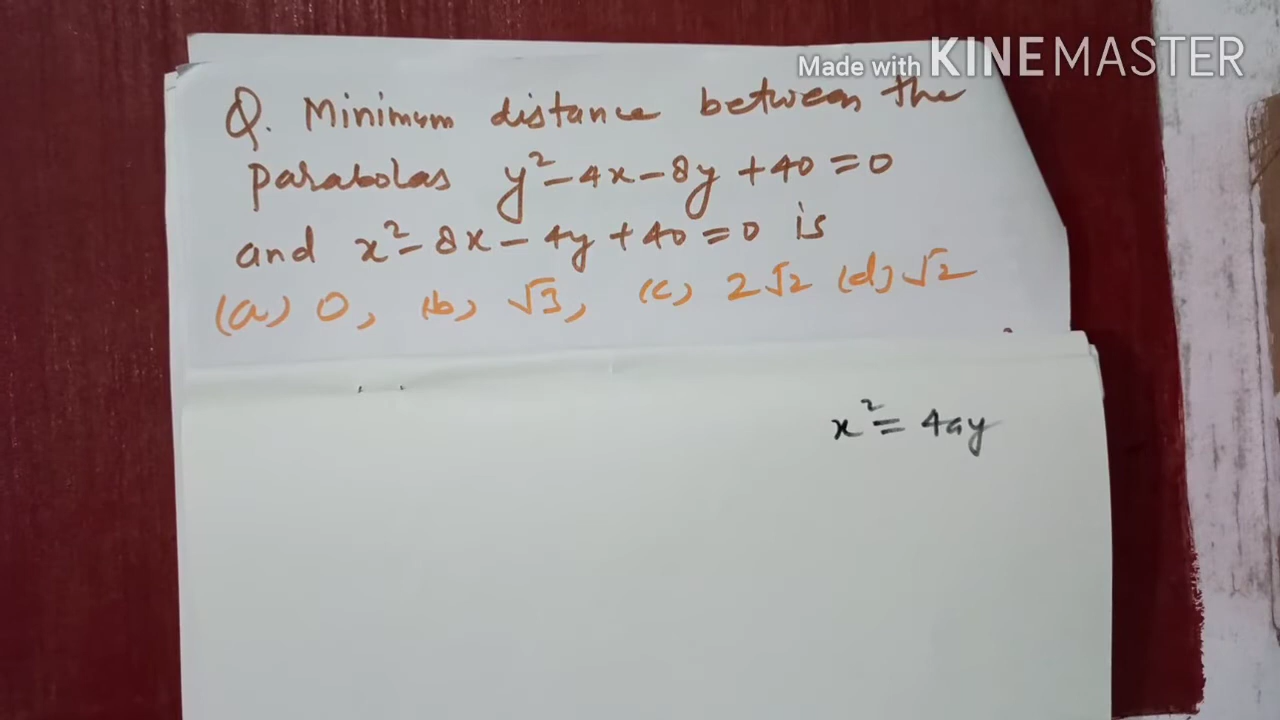 Made with KINEMASTER
Q. Minimum distance between the
parabolas y²-4x-8y+40=0
and x²-8x-4y+40=0 is
(a) 0, (b) √3, (c) 2√2 (d) √2
x²=4ay